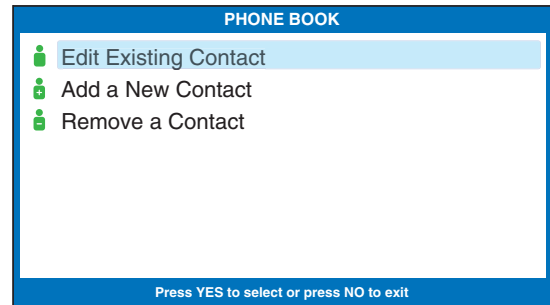 PHONE BOOK
Edit Existing Contact
Add a New Contact
Remove a Contact
Press YES to select or press NO to exit